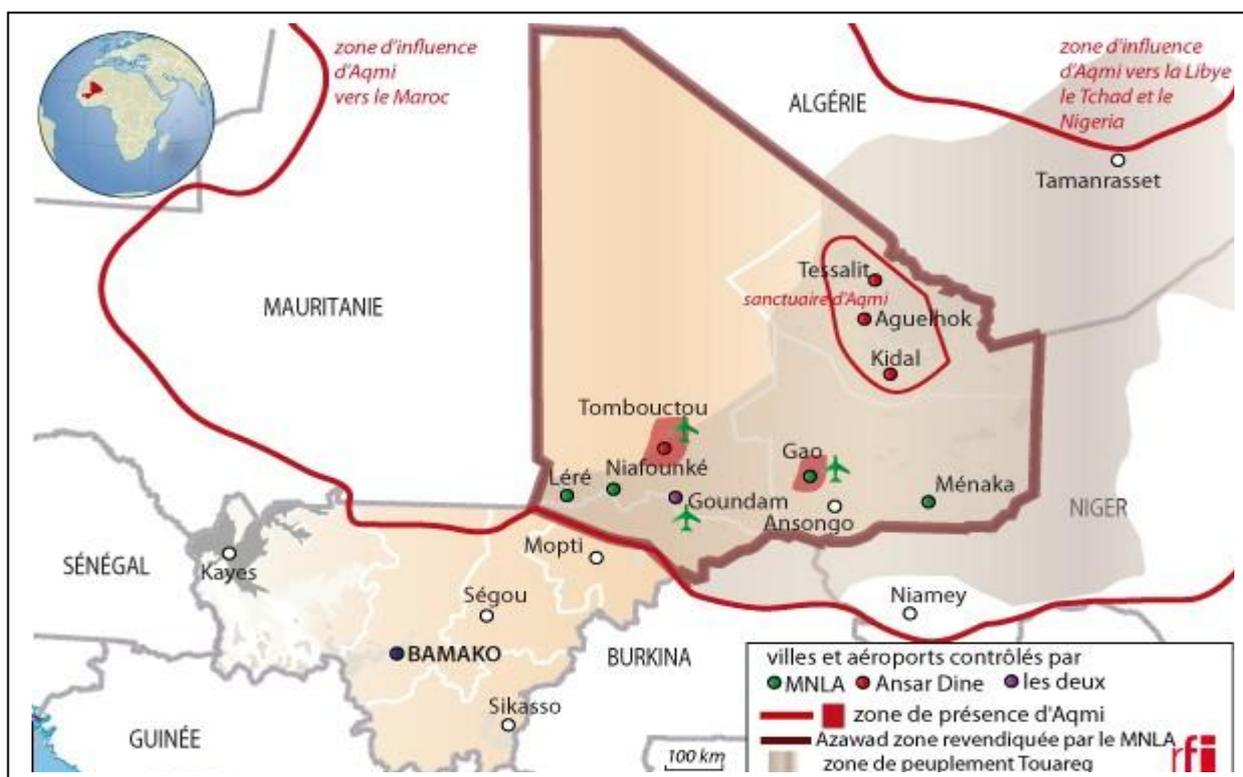 zone d'influence
d'Aqmi
vers le Maroc
zone d'influence
d'Aqmi vers la Libye
le Tchad et le
Nigeria
ALGÉRIE
Tamanrasset
MAURITANIE
Tessalit
sanctuaire d'Aqmi
Aguelhok
Kidal
Tombouctou
Gao
Léré
Niafounké
Goundam
Ansongo
Ménaka
NIGER
SÉNÉGAL
Kayes
Mopti
Ségou
Niamey
BAMAKO
BURKINA
Sikasso
GUINÉE
villes et aéroports contrôlés par
MNLA Ansar Dine les deux
zone de présence d'Aqmi
Azawad zone revendiquée par le MNLA
zone de peuplement Touareg
100 km
rfi